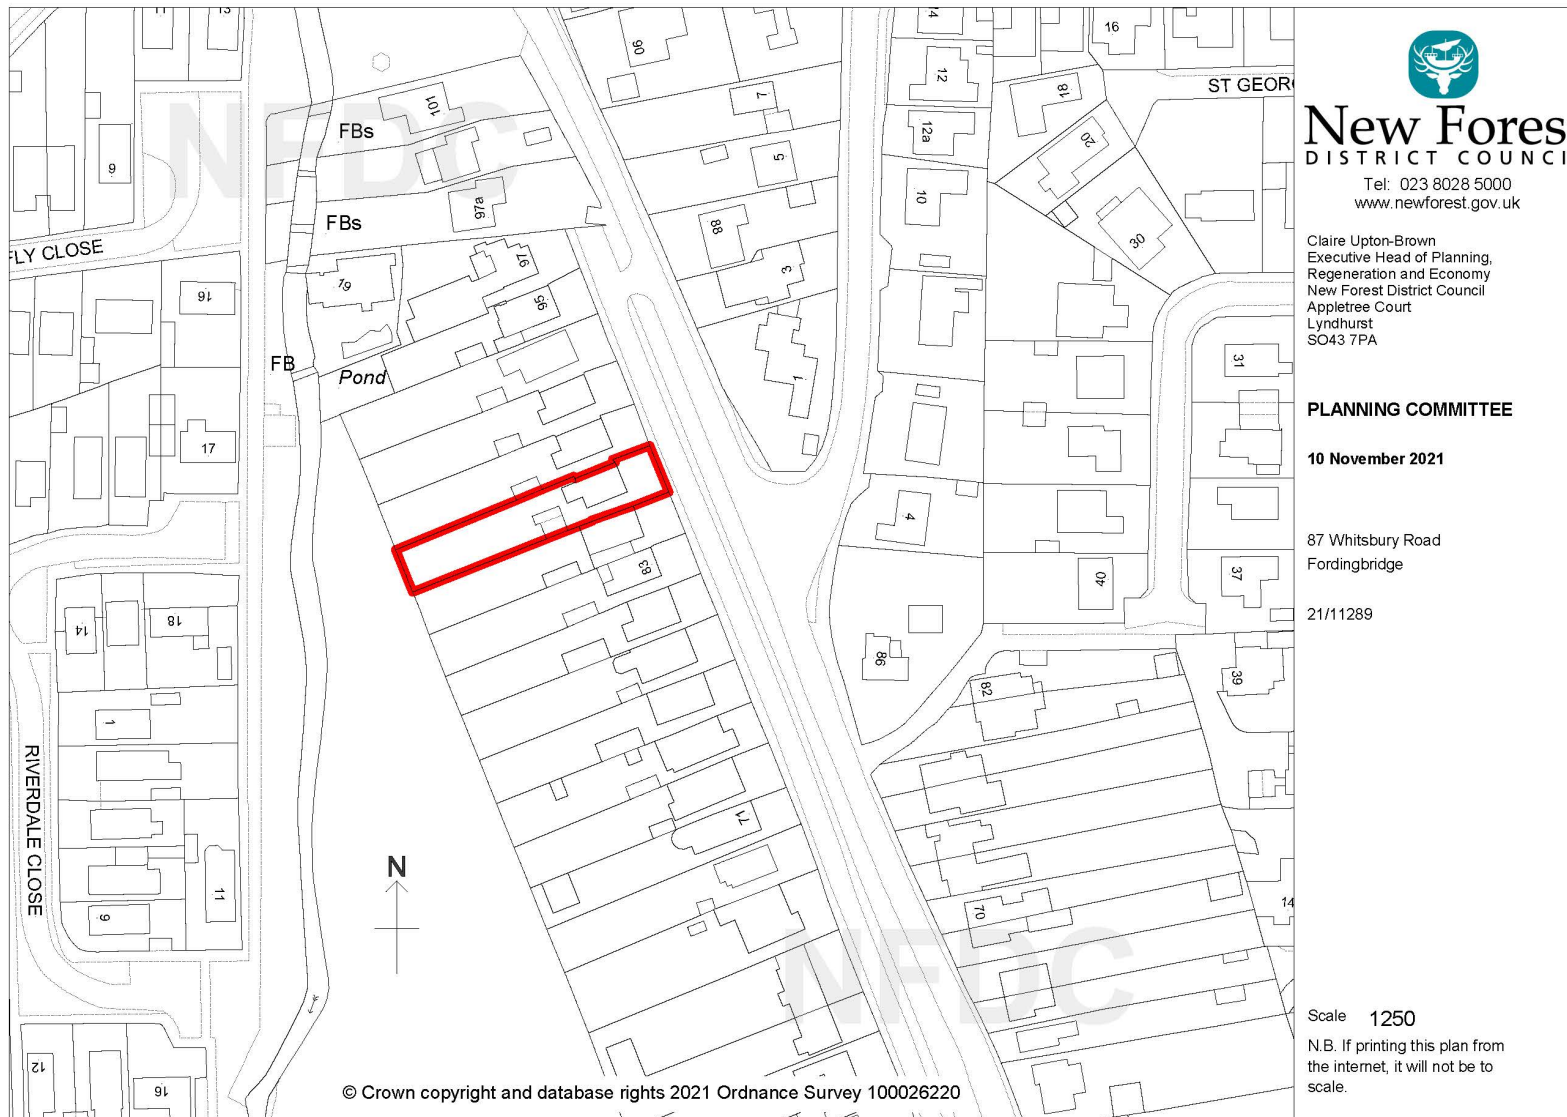 New Fores
DISTRICT COUNCI
Tel: 023 8028 5000
www.newforest.gov.uk
Claire Upton-Brown
Executive Head of Planning,
Regeneration and Economy
New Forest District Council
Appletree Court
Lyndhurst
SO43 7PA
PLANNING COMMITTEE
10 November 2021
87 Whitsbury Road
Fordingbridge
21/11289
Scale 1250
N.B. If printing this plan from
the internet, it will not be to
scale.
NFDC
NFDC
ST GEOR
FLY CLOSE
RIVERDALE CLOSE
FBs
FBs
FB
Pond
N
90
16
12
18
101
7
12a
20
9
5
97a
10
88
30
97
3
19
16
95
31
1
17
4
83
37
40
14
18
86
39
82
1
71
11
9
70
14
12
16
© Crown copyright and database rights 2021 Ordnance Survey 100026220